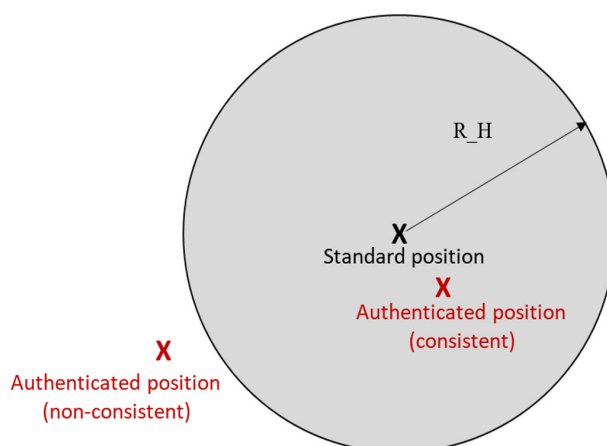 R_H
X
Standard position
X
Authenticated position
(consistent)
X
Authenticated position
(non-consistent)